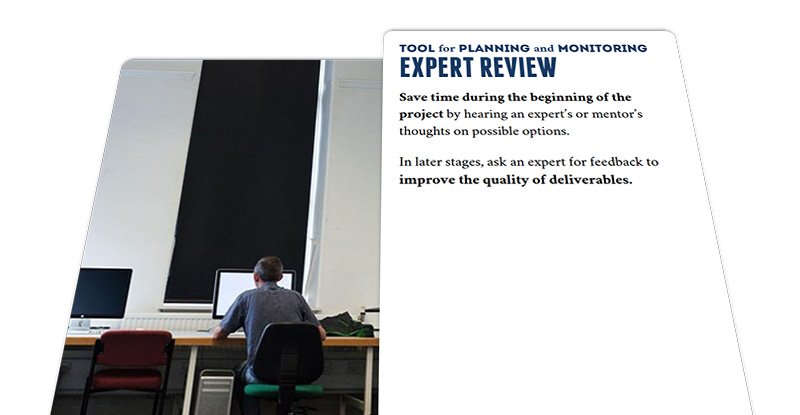 TOOL for PLANNING and MONITORING
EXPERT REVIEW
Save time during the beginning of the
project by hearing an expert's or mentor's
thoughts on possible options.
In later stages, ask an expert for feedback to
improve the quality of deliverables.